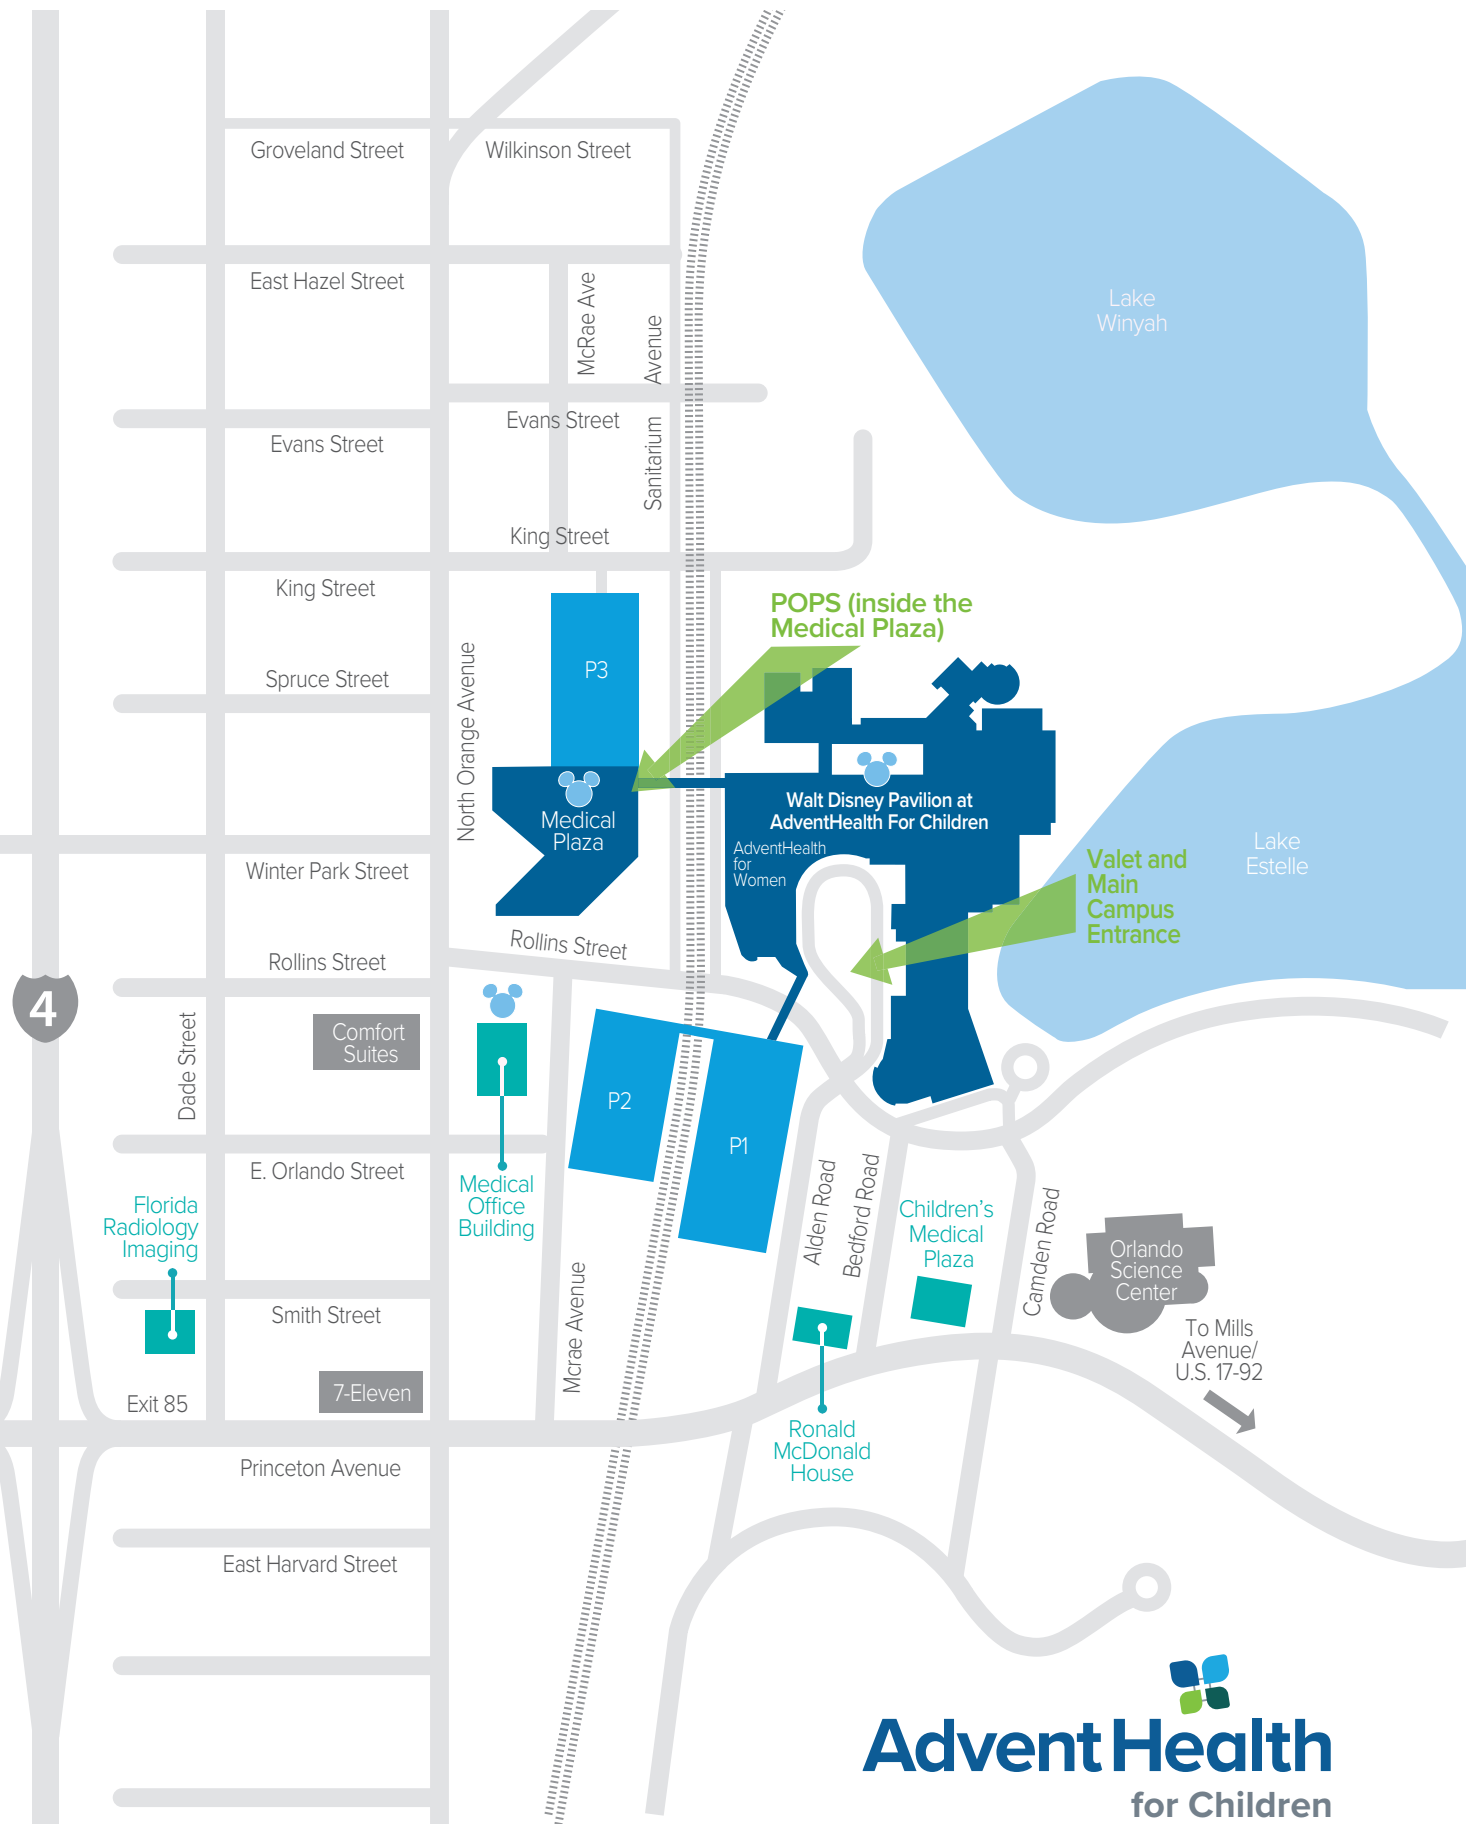 Groveland Street
Wilkinson Street
East Hazel Street
McRae Ave
Sanitarium Avenue
Lake
Winyah
Evans Street
Evans Street
King Street
King Street
POPS (inside the
Medical Plaza)
P3
Spruce Street
North Orange Avenue
Medical
Plaza
Walt Disney Pavilion at
AdventHealth For Children
AdventHealth
for
Women
Valet and
Main
Campus
Entrance
Lake
Estelle
Winter Park Street
Rollins Street
Rollins Street
4
Comfort
Suites
Dade Street
P2
P1
E. Orlando Street
Medical
Office
Building
Florida
Radiology
Imaging
Alden Road
Bedford Road
Children's
Medical
Plaza
Camden Road
Orlando
Science
Center
Smith Street
Mcrae Avenue
To Mills
Avenue/
U.S. 17-92
7-Eleven
Exit 85
Ronald
McDonald
House
Princeton Avenue
East Harvard Street
AdventHealth
for Children